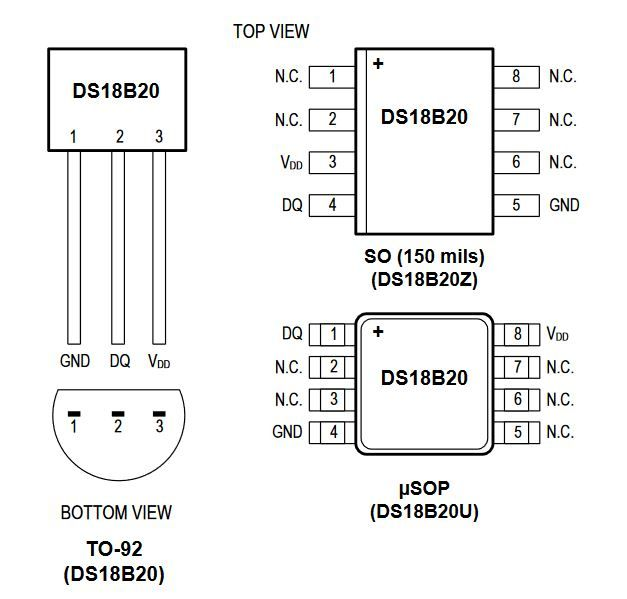 DS18B20
1 2 3
GND DQ VDD
1 2 3
BOTTOM VIEW
TO-92
(DS18B20)
TOP VIEW
N.C. 1 + 8 N.C.
N.C. 2 DS18B20 7 N.C.
VDD 3 6 N.C.
DQ 4 5 GND
SO (150 mils)
(DS18B20Z)
DQ 1 + 8 VDD
N.C. 2 DS18B20 7 N.C.
N.C. 3 6 N.C.
GND 4 5 N.C.
µSOP
(DS18B20U)